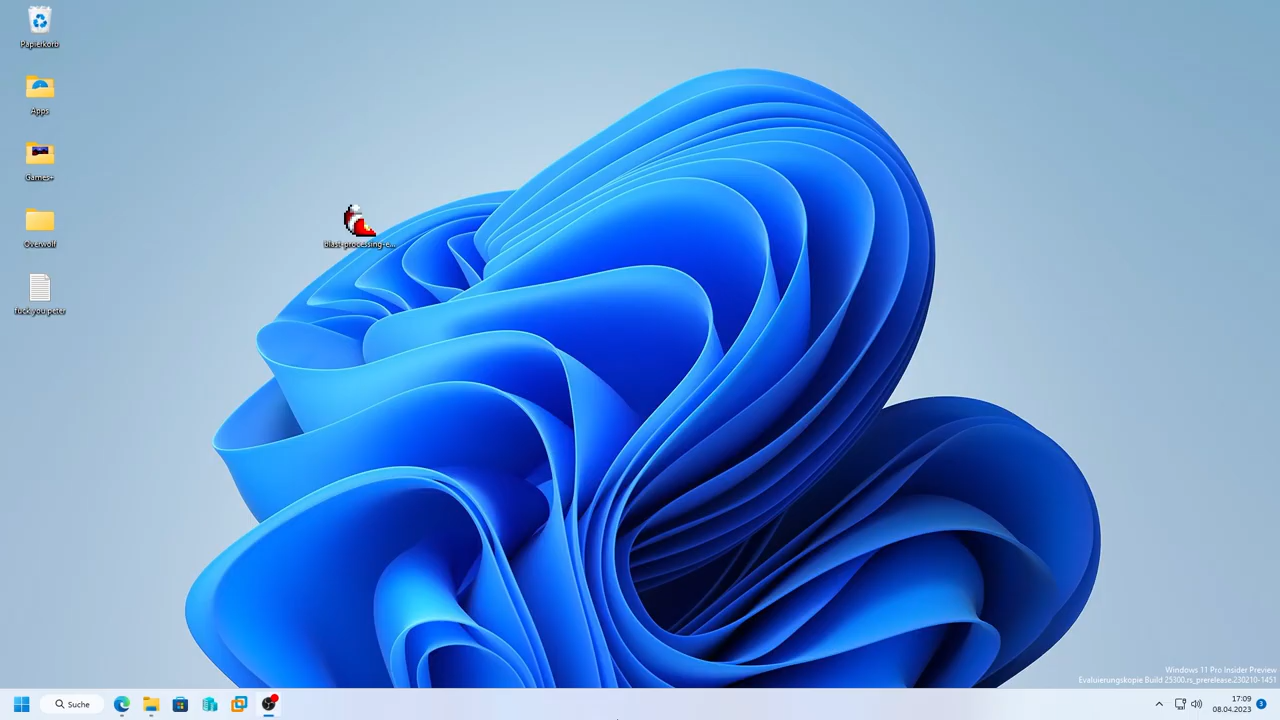 Papierkorb
Apps
Games+
Overwolf
fuck you peter
blast-processing-e...
Windows 11 Pro Insider Preview
Evaluierungskopie Build 25300.rs_prerelease.230210-1451
Suche
17:09
08.04.2023
3